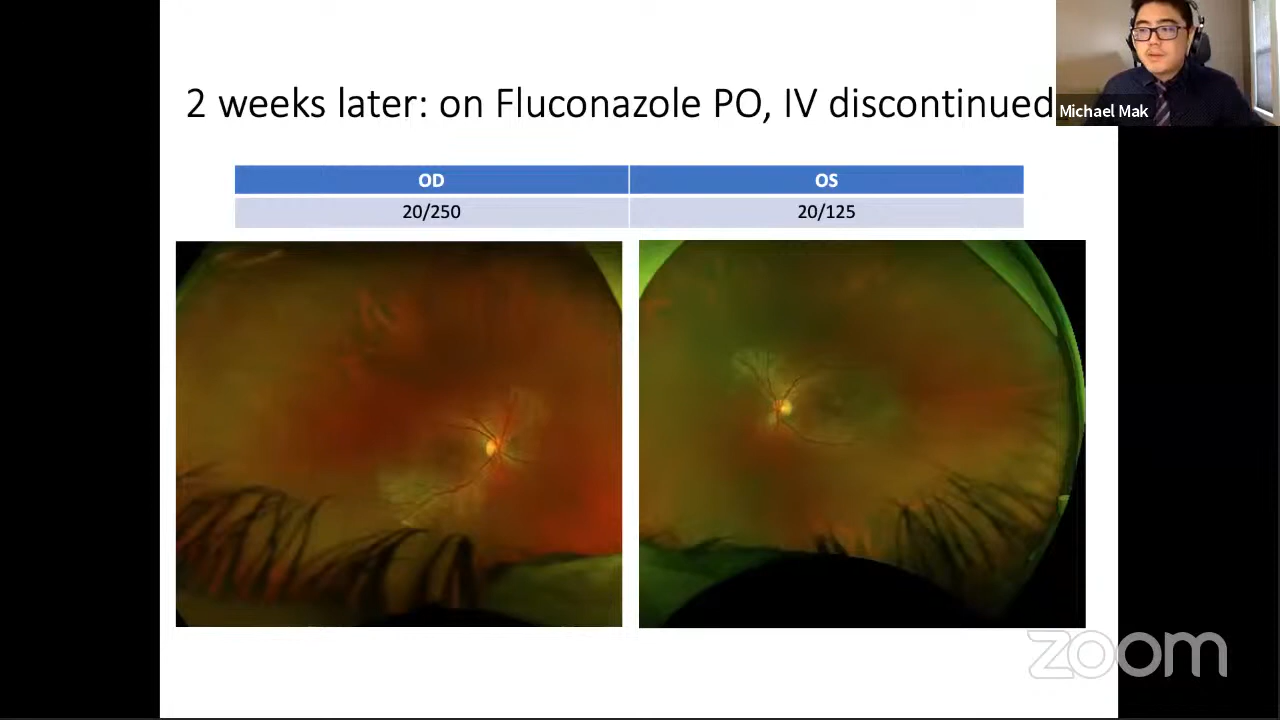 2 weeks later: on Fluconazole PO, IV discontinued
Michael Mak
OD OS
20/250 20/125
zoom